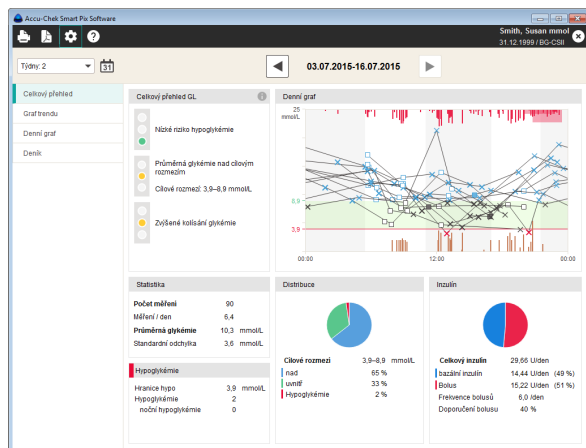 Accu-Chek Smart Pix Software
Smith, Susan mmol
31.12.1999 / BG-CSII
Týdny: 2
31
03.07.2015-16.07.2015
Celkový přehled
Graf trendu
Denní graf
Deník
Celkový přehled GL
Nízké riziko hypoglykémie
Průměrná glykémie nad cílovým
rozmezím
Cílové rozmezí: 3,9–8,9 mmol/L
Zvýšené kolísání glykémie
Denní graf
25
mmol/L
8,9
3,9
00:00
12:00
00:00
Statistika
Počet měření 90
Měření / den 6,4
Průměrná glykémie 10,3 mmol/L
Standardní odchylka 3,6 mmol/L
Hypoglykémie
Hranice hypo 3,9 mmol/L
Hypoglykémie 2
noční hypoglykémie 0
Distribuce
Cílové rozmezí 3,9–8,9 mmol/L
nad 65 %
uvnitř 33 %
Hypoglykémie 2 %
Inzulín
Celkový inzulín 29,66 U/den
bazální inzulín 14,44 U/den (49 %)
Bolus 15,22 U/den (51 %)
Frekvence bolusů 6,0 /den
Doporučení bolusu 40 %